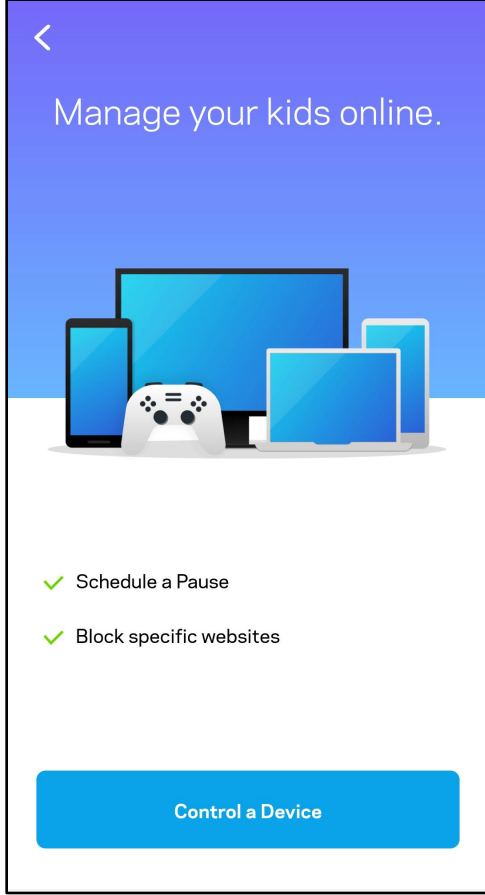 Manage your kids online.
Schedule a Pause
Block specific websites
Control a Device